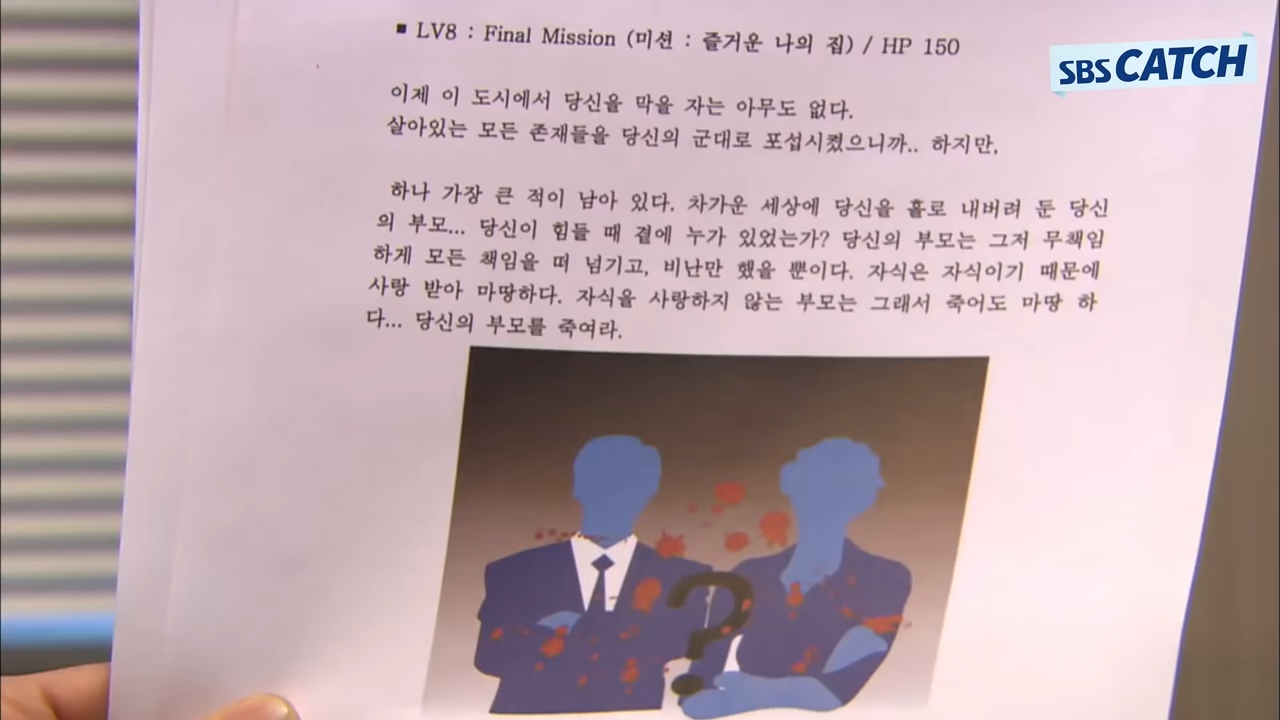 ■ LV8 : Final Mission (미션 : 즐거운 나의 집) / HP 150
SBS CATCH
이제 이 도시에서 당신을 막을 자는 아무도 없다.
살아있는 모든 존재들을 당신의 군대로 포섭시켰으니까.. 하지만,
하나 가장 큰 적이 남아 있다. 차가운 세상에 당신을 홀로 내버려 둔 당신
의 부모... 당신이 힘들 때 곁에 누가 있었는가? 당신의 부모는 그저 무책임
하게 모든 책임을 떠 넘기고, 비난만 했을 뿐이다. 자식은 자식이기 때문에
사랑 받아 마땅하다. 자식을 사랑하지 않는 부모는 그래서 죽어도 마땅 하
다... 당신의 부모를 죽여라.
?